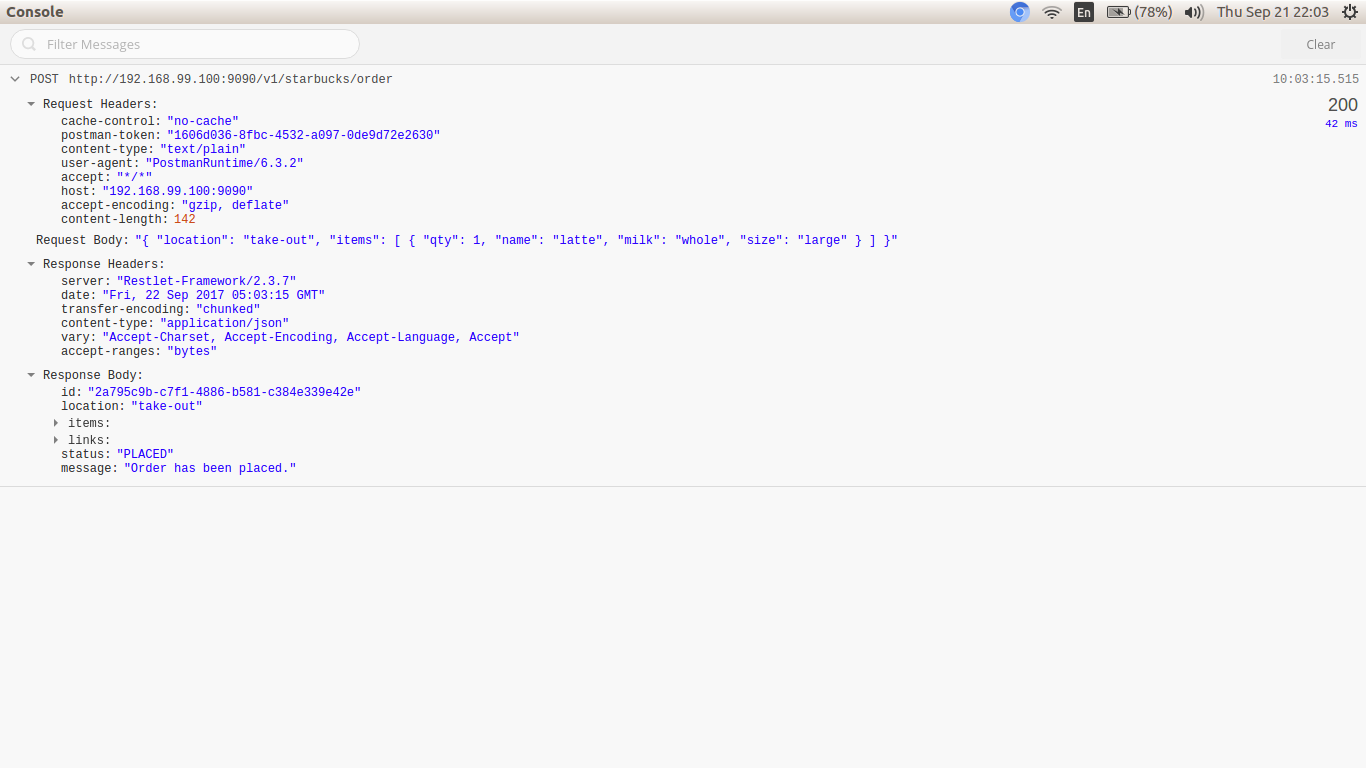 Console
En
(78%)
Thu Sep 21 22:03
Filter Messages
Clear
POST http://192.168.99.100:9090/v1/starbucks/order
10:03:15.515
Request Headers:
200
cache-control: "no-cache"
42 ms
postman-token: "1606d036-8fbc-4532-a097-0de9d72e2630"
content-type: "text/plain"
user-agent: "PostmanRuntime/6.3.2"
accept: "*/*"
host: "192.168.99.100:9090"
accept-encoding: "gzip, deflate"
content-length: 142
Request Body: "{ "location": "take-out", "items": [ { "qty": 1, "name": "latte", "milk": "whole", "size": "large" } ] }"
Response Headers:
server: "Restlet-Framework/2.3.7"
date: "Fri, 22 Sep 2017 05:03:15 GMT"
transfer-encoding: "chunked"
content-type: "application/json"
vary: "Accept-Charset, Accept-Encoding, Accept-Language, Accept"
accept-ranges: "bytes"
Response Body:
id: "2a795c9b-c7f1-4886-b581-c384e339e42e"
location: "take-out"
items:
links:
status: "PLACED"
message: "Order has been placed."